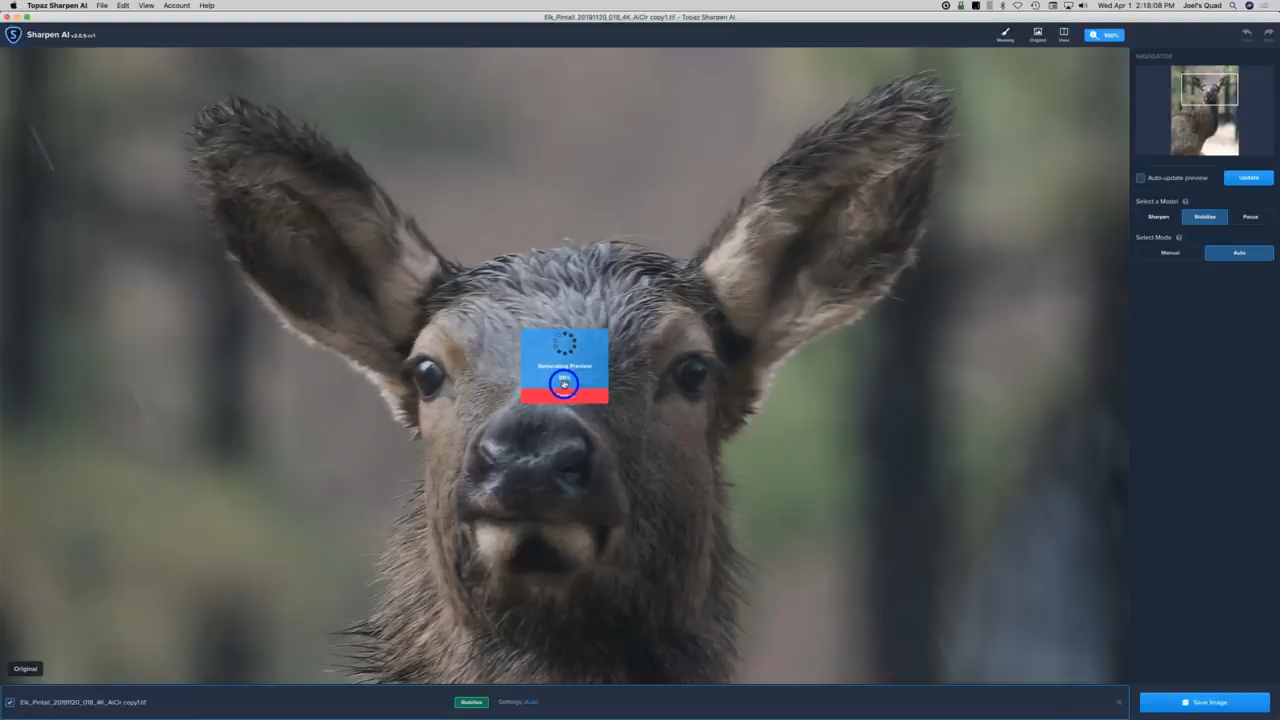 Topaz Sharpen AI File Edit View Account Help Wed Apr 1 2:18:08 PM Joel's Quad
Elk_Pintail_20191120_018_4K_AiClr copy1.tif - Topaz Sharpen AI
Sharpen AI
Original View 100%
NAVIGATOR
Auto-update preview Update
Select a Model
Sharpen Stabilize Focus
Select Mode
Manual Auto
Generating Preview
Original
Elk_Pintail_20191120_018_4K_AiClr copy1.tif Stabilize Settings: Auto
Save Image